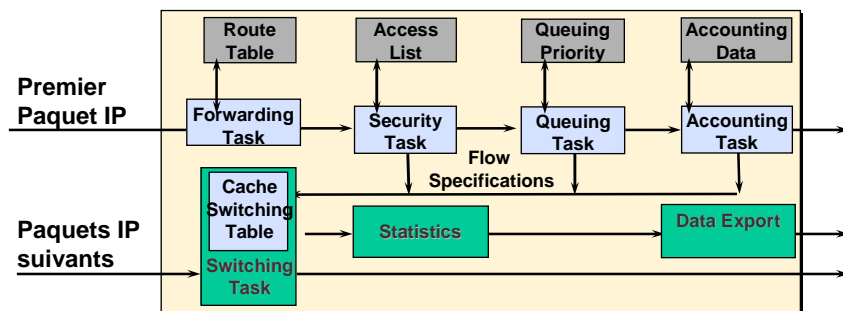 Route
Table
Access
List
Queuing
Priority
Accounting
Data
Premier
Paquet IP
Forwarding
Task
Security
Task
Queuing
Task
Accounting
Task
Flow
Specifications
Cache
Switching
Table
Paquets IP
suivants
Statistics
Data Export
Switching
Task